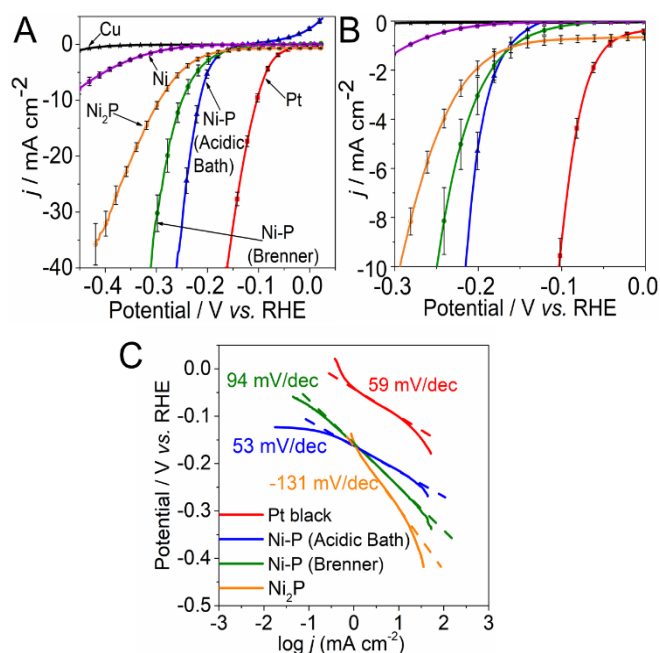 A
Cu
Ni
Ni2P
Ni-P
(Acidic
Bath)
Pt
Ni-P
(Brenner)
0
-10
-20
-30
-40
j / mA cm-2
-0.4 -0.3 -0.2 -0.1 0.0
Potential / V vs. RHE
B
0
-2
-4
-6
-8
-10
j / mA cm-2
-0.3 -0.2 -0.1 0.0
Potential / V vs. RHE
C
94 mV/dec
59 mV/dec
53 mV/dec
-131 mV/dec
Pt black
Ni-P (Acidic Bath)
Ni-P (Brenner)
Ni2P
0.0
-0.1
-0.2
-0.3
-0.4
-0.5
Potential / V vs. RHE
-3 -2 -1 0 1 2 3
log j (mA cm-2)